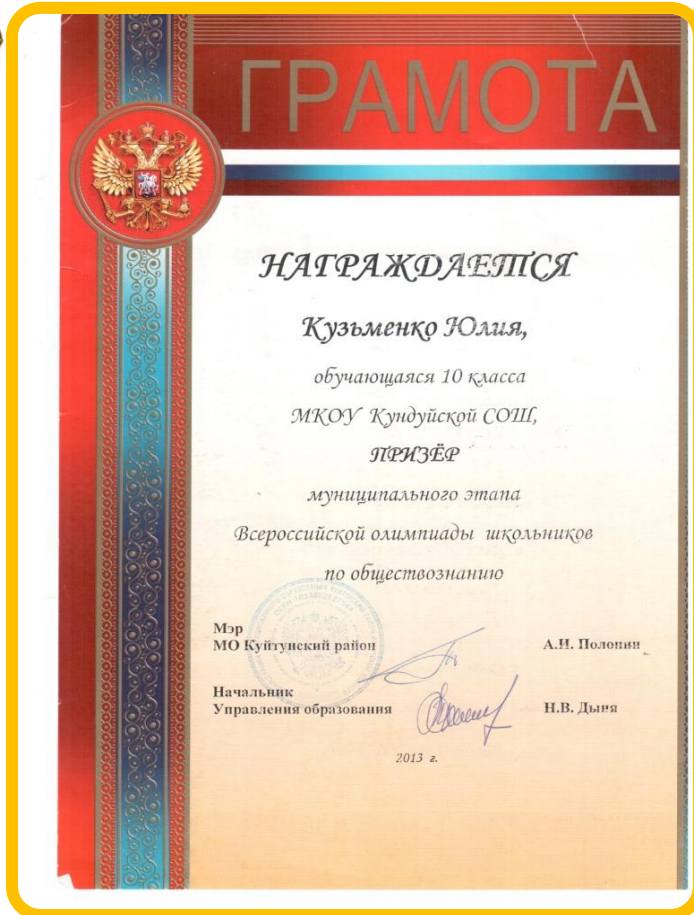 ГРАМОТА
НАГРАЖДАЕТСЯ
Кузьменко Юлия,
обучающаяся 10 класса
МКОУ Кундуйской СОШ,
ПРИЗЁР
муниципального этапа
Всероссийской олимпиады школьников
по обществознанию
Мэр
МО Куйтунский район А.И. Полонин
Начальник
Управления образования Н.В. Дыня
2013 г.